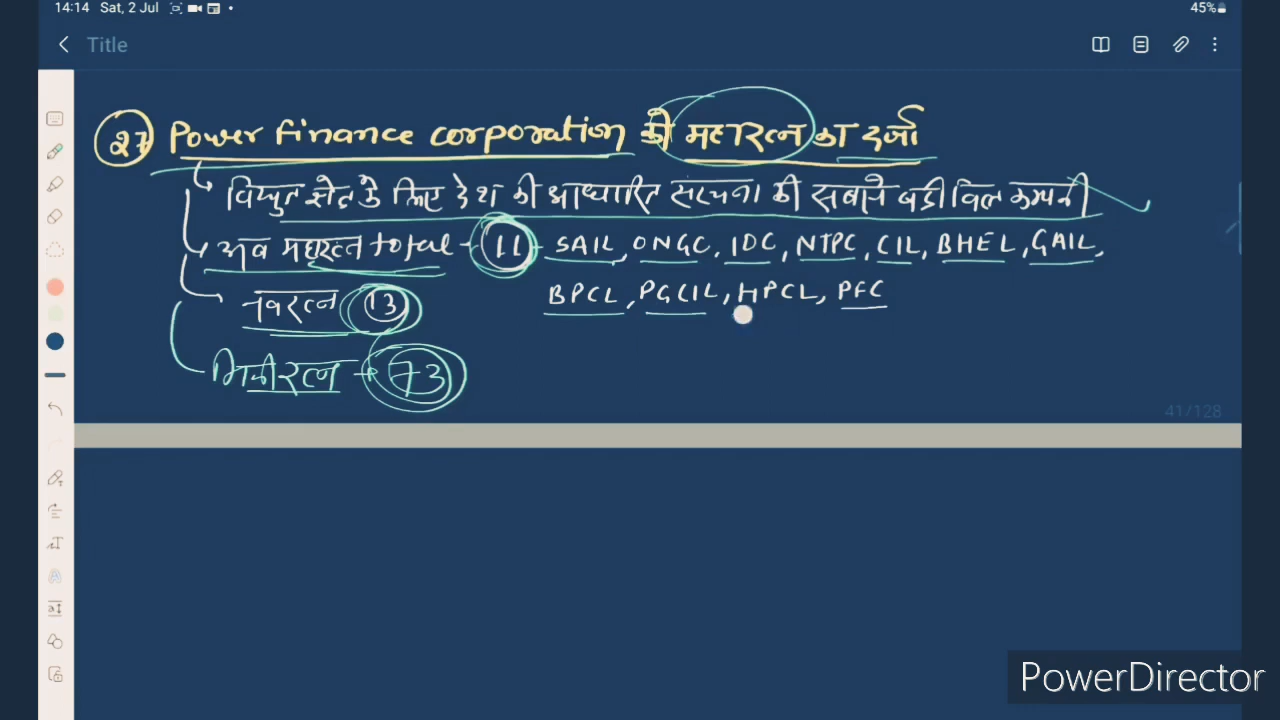 14:14 Sat, 2 Jul
45%
Title
27 Power finance corporation को महारत्न का दर्जा
विद्युत क्षेत्र के लिए देश की आधारित संरचना की सबसे बड़ी वित्त कम्पनी
अब महारत्न total - 11 - SAIL, ONGC, IOC, NTPC, CIL, BHEL, GAIL,
BPCL, PGCIL, HPCL, PFC
नवरत्न 13
मिनीरत्न → 73
41/128
PowerDirector